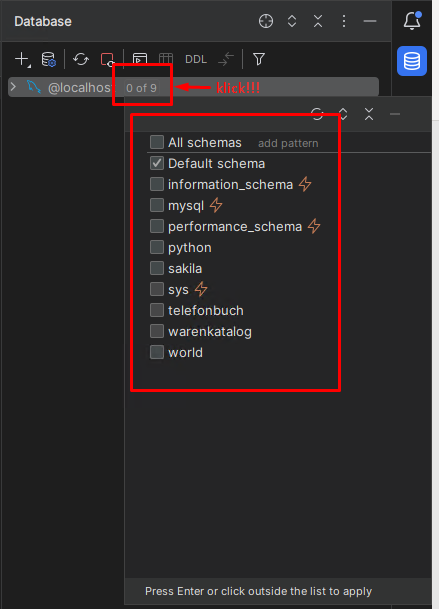 Database
DDL
@localhost 0 of 9 klick!!!
All schemas add pattern
Default schema
information_schema
mysql
performance_schema
python
sakila
sys
telefonbuch
warenkatalog
world
Press Enter or click outside the list to apply